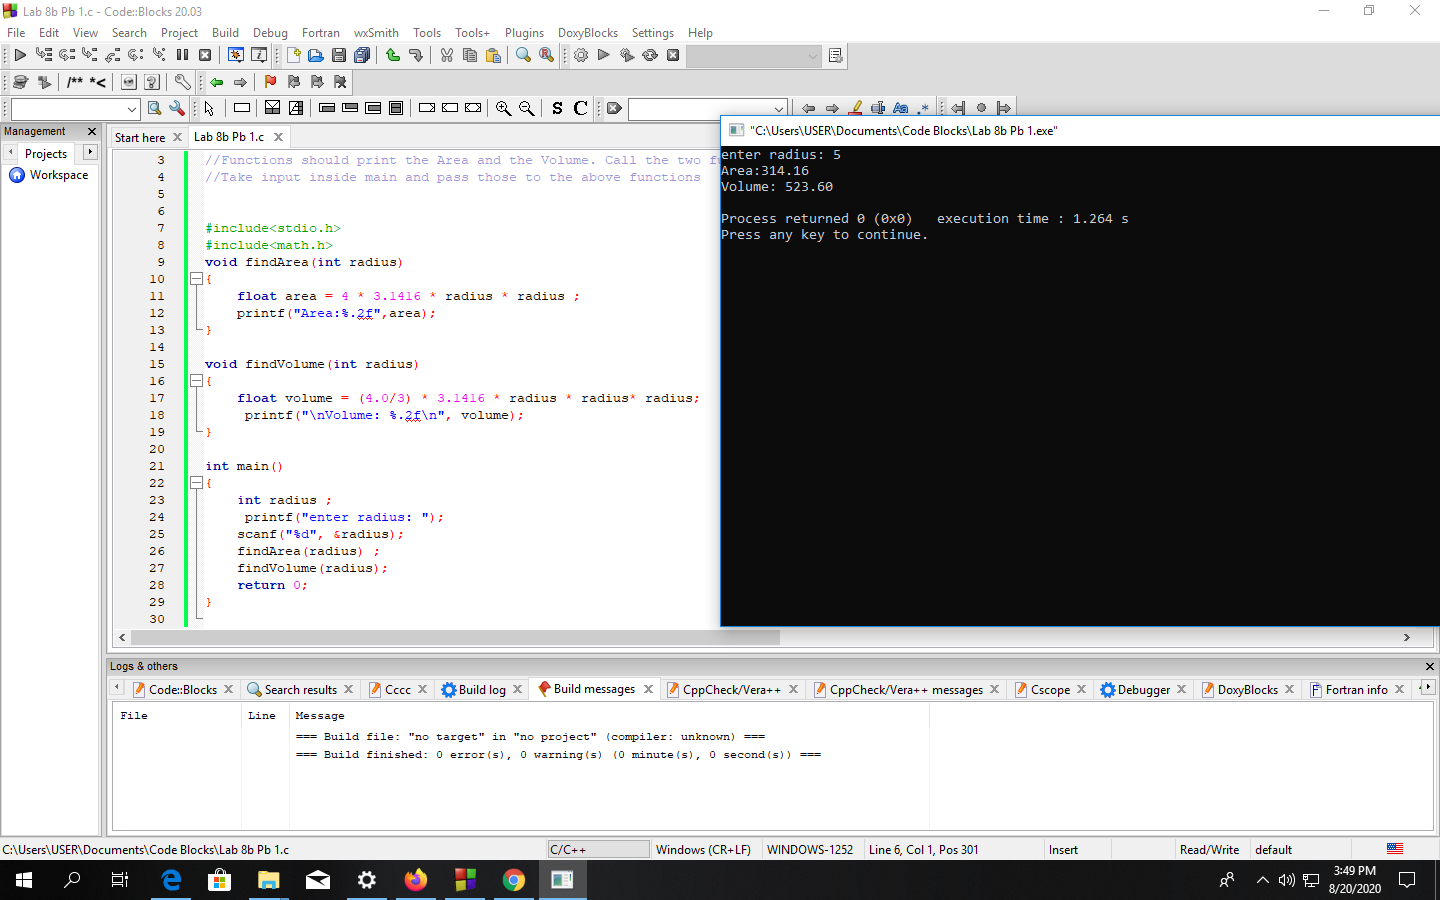 Lab 8b Pb 1.c - Code::Blocks 20.03
File Edit View Search Project Build Debug Fortran wxSmith Tools Tools+ Plugins DoxyBlocks Settings Help
/** *<
S C
Aa .*
Management
Projects
Workspace
Start here Lab 8b Pb 1.c
3 //Functions should print the Area and the Volume. Call the two f
4 //Take input inside main and pass those to the above functions
5
6
7 #include<stdio.h>
8 #include<math.h>
9 void findArea(int radius)
10 {
11 float area = 4 * 3.1416 * radius * radius ;
12 printf("Area:%.2f",area);
13 }
14
15 void findVolume(int radius)
16 {
17 float volume = (4.0/3) * 3.1416 * radius * radius* radius;
18 printf("\nVolume: %.2f\n", volume);
19 }
20
21 int main()
22 {
23 int radius ;
24 printf("enter radius: ");
25 scanf("%d", &radius);
26 findArea(radius) ;
27 findVolume(radius);
28 return 0;
29 }
30
"C:\Users\USER\Documents\Code Blocks\Lab 8b Pb 1.exe"
enter radius: 5
Area:314.16
Volume: 523.60
Process returned 0 (0x0) execution time : 1.264 s
Press any key to continue.
Logs & others
Code::Blocks Search results Cccc Build log Build messages CppCheck/Vera++ CppCheck/Vera++ messages Cscope Debugger DoxyBlocks Fortran info
File Line Message
=== Build file: "no target" in "no project" (compiler: unknown) ===
=== Build finished: 0 error(s), 0 warning(s) (0 minute(s), 0 second(s)) ===
C:\Users\USER\Documents\Code Blocks\Lab 8b Pb 1.c C/C++ Windows (CR+LF) WINDOWS-1252 Line 6, Col 1, Pos 301 Insert Read/Write default
3:49 PM
8/20/2020